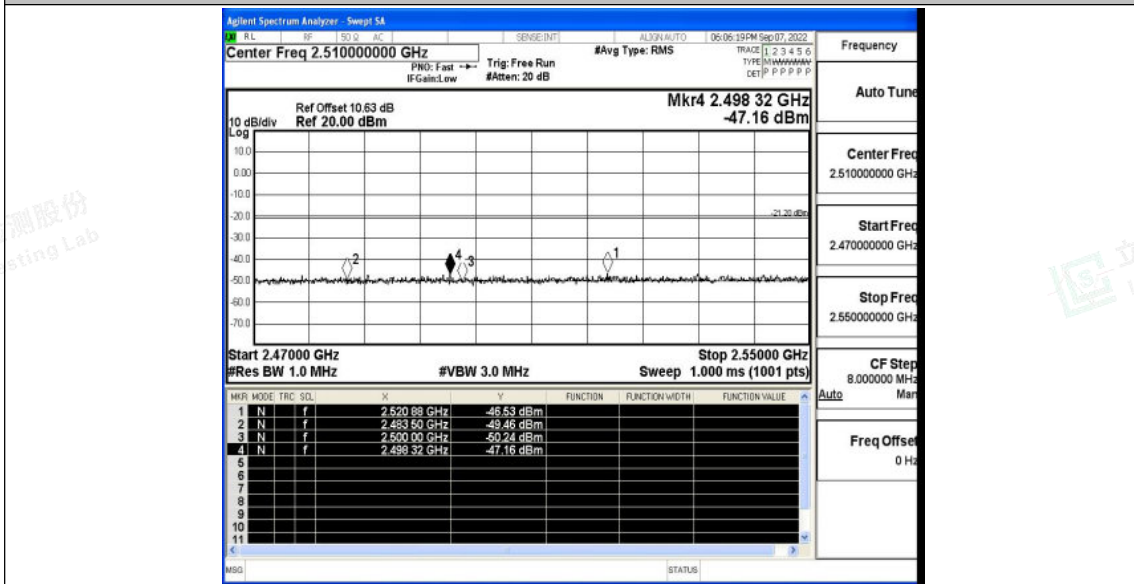 Agilent Spectrum Analyzer - Swept SA
RL RF 50 Ω AC SENSE:INT ALIGN AUTO 06:06:19 PM Sep 07, 2022
Center Freq 2.510000000 GHz
PNO: Fast
IFGain:Low
Trig: Free Run
#Atten: 20 dB
#Avg Type: RMS
TRACE 1 2 3 4 5 6
TYPE MWWWWW
DET P P P P P P
Ref Offset 10.63 dB
10 dB/div Ref 20.00 dBm
Log
Mkr4 2.498 32 GHz
-47.16 dBm
10.0
0.00
-10.0
-20.0
-30.0
-40.0
-50.0
-60.0
-70.0
-21.20 dBm
2
4
3
1
Start 2.47000 GHz Stop 2.55000 GHz
#Res BW 1.0 MHz #VBW 3.0 MHz Sweep 1.000 ms (1001 pts)
MKR MODE TRC SCL X Y FUNCTION FUNCTION WIDTH FUNCTION VALUE
1 N f 2.520 88 GHz -46.53 dBm
2 N f 2.483 50 GHz -49.46 dBm
3 N f 2.500 00 GHz -50.24 dBm
4 N f 2.498 32 GHz -47.16 dBm
5
6
7
8
9
10
11
MSG STATUS
Frequency
Auto Tune
Center Freq
2.510000000 GHz
Start Freq
2.470000000 GHz
Stop Freq
2.550000000 GHz
CF Step
8.000000 MHz
Auto Man
Freq Offset
0 Hz
测股份
sting Lab
立